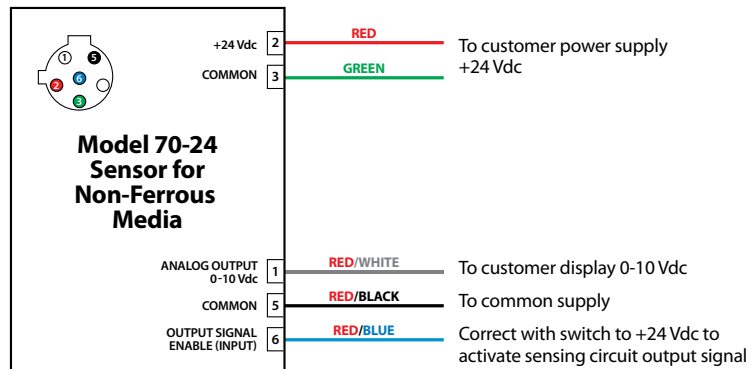 1
5
2
6
3
+24 Vdc 2 RED To customer power supply
COMMON 3 GREEN +24 Vdc
Model 70-24
Sensor for
Non-Ferrous
Media
ANALOG OUTPUT
0-10 Vdc 1 RED/WHITE To customer display 0-10 Vdc
COMMON 5 RED/BLACK To common supply
OUTPUT SIGNAL
ENABLE (INPUT) 6 RED/BLUE Correct with switch to +24 Vdc to
activate sensing circuit output signal